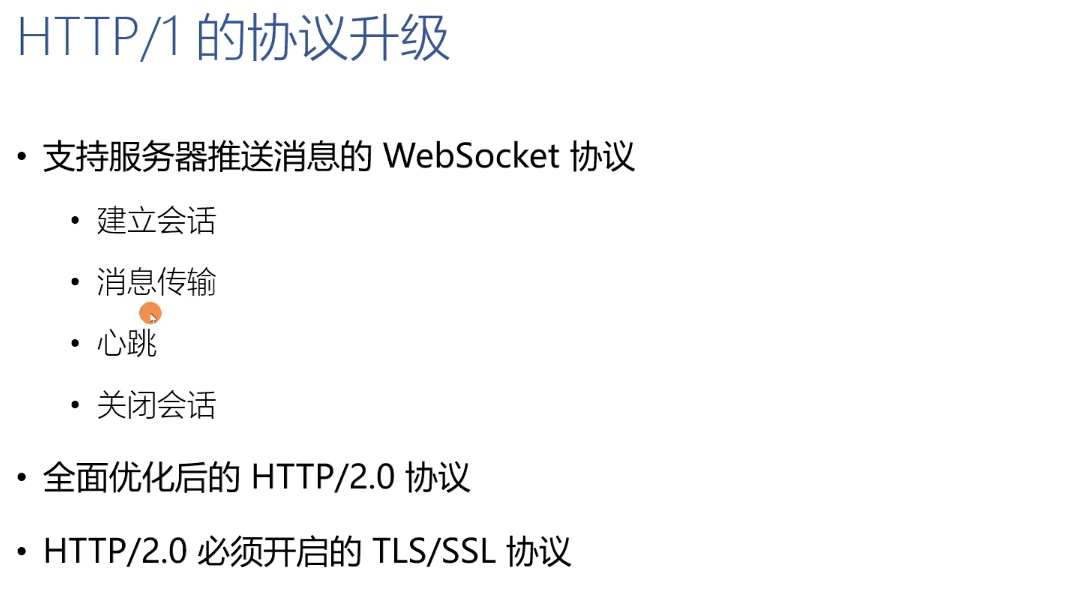 HTTP/1 的协议升级
• 支持服务器推送消息的 WebSocket 协议
• 建立会话
• 消息传输
• 心跳
• 关闭会话
• 全面优化后的 HTTP/2.0 协议
• HTTP/2.0 必须开启的 TLS/SSL 协议